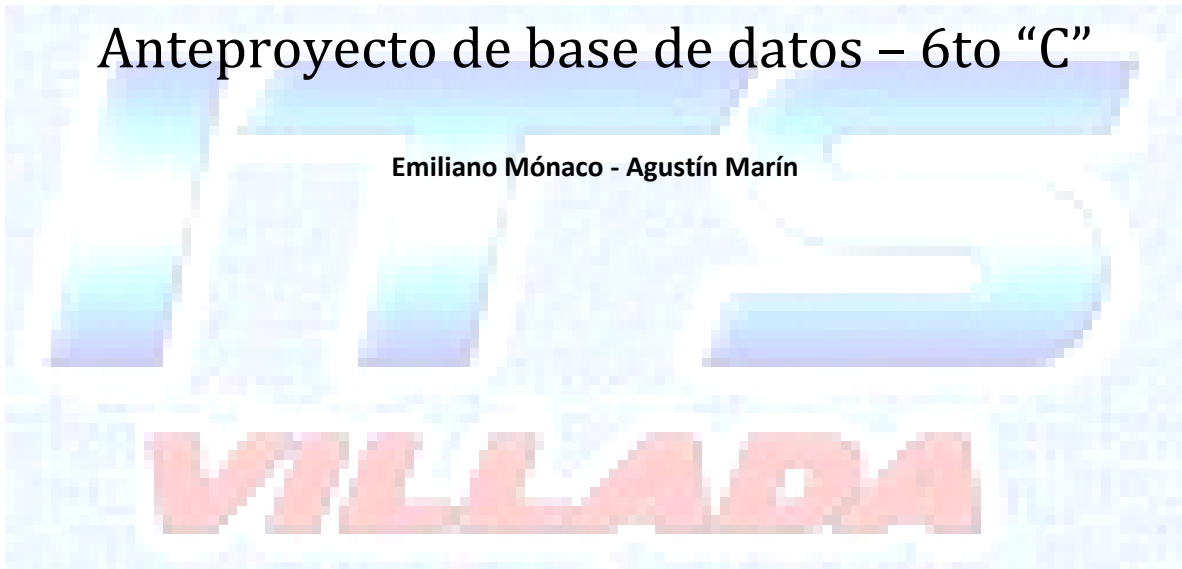 Anteproyecto de base de datos – 6to “C”
Emiliano Mónaco - Agustín Marín
ITS
VILLADA